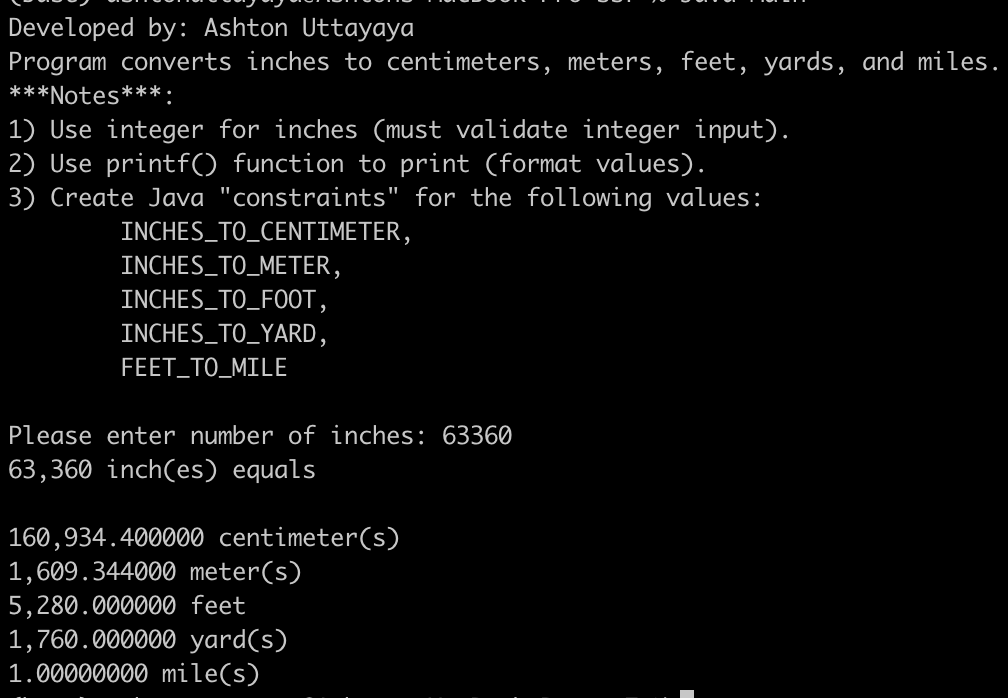 Developed by: Ashton Uttayaya
Program converts inches to centimeters, meters, feet, yards, and miles.
***Notes***:
1) Use integer for inches (must validate integer input).
2) Use printf() function to print (format values).
3) Create Java "constraints" for the following values:
INCHES_TO_CENTIMETER,
INCHES_TO_METER,
INCHES_TO_FOOT,
INCHES_TO_YARD,
FEET_TO_MILE
Please enter number of inches: 63360
63,360 inch(es) equals
160,934.400000 centimeter(s)
1,609.344000 meter(s)
5,280.000000 feet
1,760.000000 yard(s)
1.00000000 mile(s)